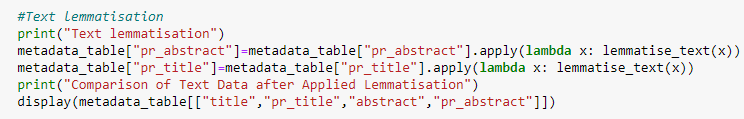 #Text lemmatisation
print("Text lemmatisation")
metadata_table["pr_abstract"]=metadata_table["pr_abstract"].apply(lambda x: lemmatise_text(x))
metadata_table["pr_title"]=metadata_table["pr_title"].apply(lambda x: lemmatise_text(x))
print("Comparison of Text Data after Applied Lemmatisation")
display(metadata_table[["title","pr_title","abstract","pr_abstract"]])